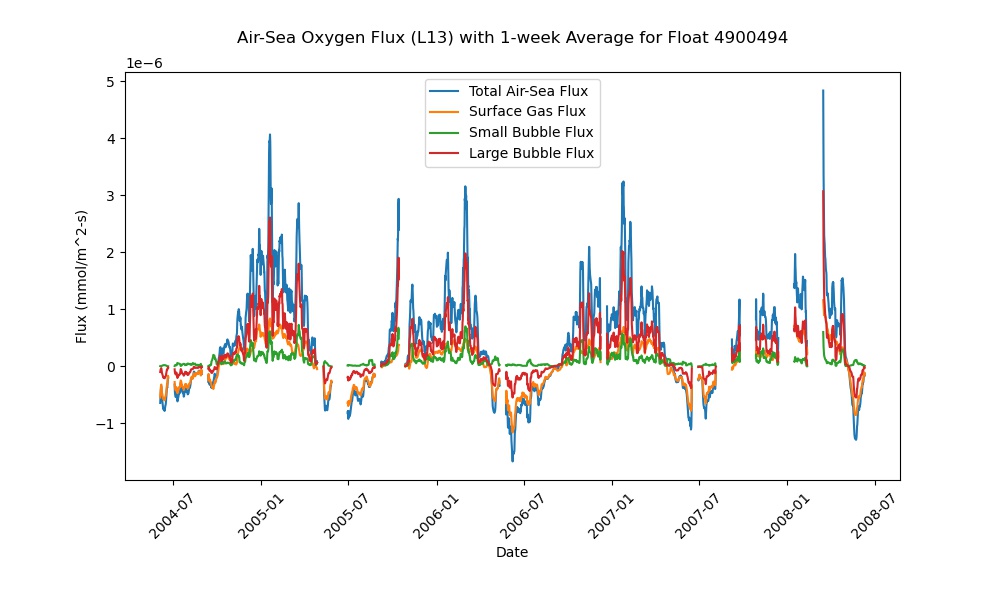 Air-Sea Oxygen Flux (L13) with 1-week Average for Float 4900494
1e−6
5
4
3
2
1
0
−1
Flux (mmol/m^2-s)
Total Air-Sea Flux
Surface Gas Flux
Small Bubble Flux
Large Bubble Flux
2004-07
2005-01
2005-07
2006-01
2006-07
2007-01
2007-07
2008-01
2008-07
Date